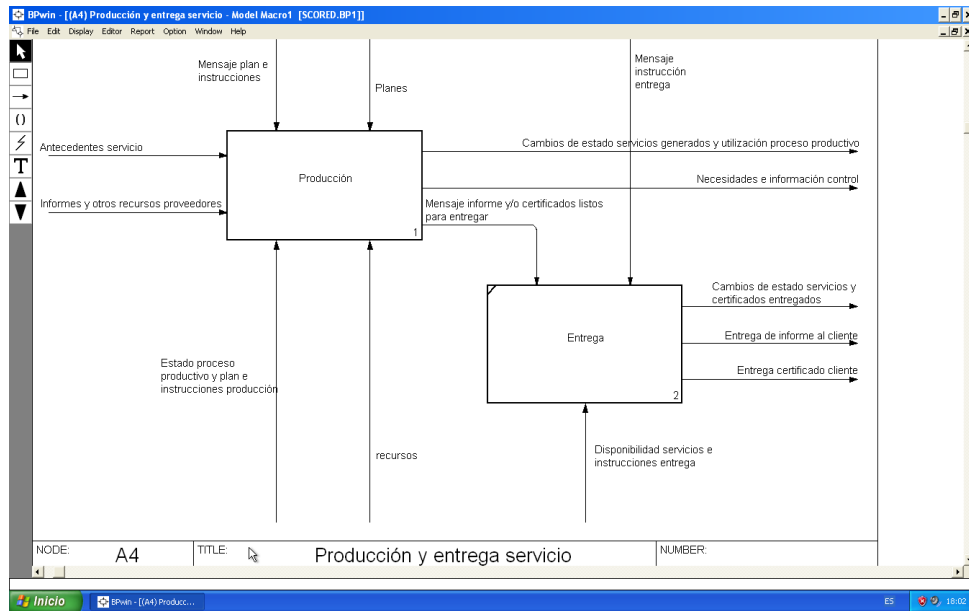 BPwin - [(A4) Producción y entrega servicio - Model Macro1 [SCORED.BP1]]
File Edit Display Editor Report Option Window Help
Mensaje plan e
instrucciones
Planes
Mensaje
instrucción
entrega
Antecedentes servicio
Cambios de estado servicios generados y utilización proceso productivo
Producción
Necesidades e información control
Informes y otros recursos proveedores
Mensaje informe y/o certificados listos
para entregar
1
Cambios de estado servicios y
certificados entregados
Entrega
Entrega de informe al cliente
Estado proceso
productivo y plan e
instrucciones producción
Entrega certificado cliente
2
recursos
Disponibilidad servicios e
instrucciones entrega
NODE:
A4
TITLE:
Producción y entrega servicio
NUMBER:
Inicio
BPwin - [(A4) Producc...
ES
18:02